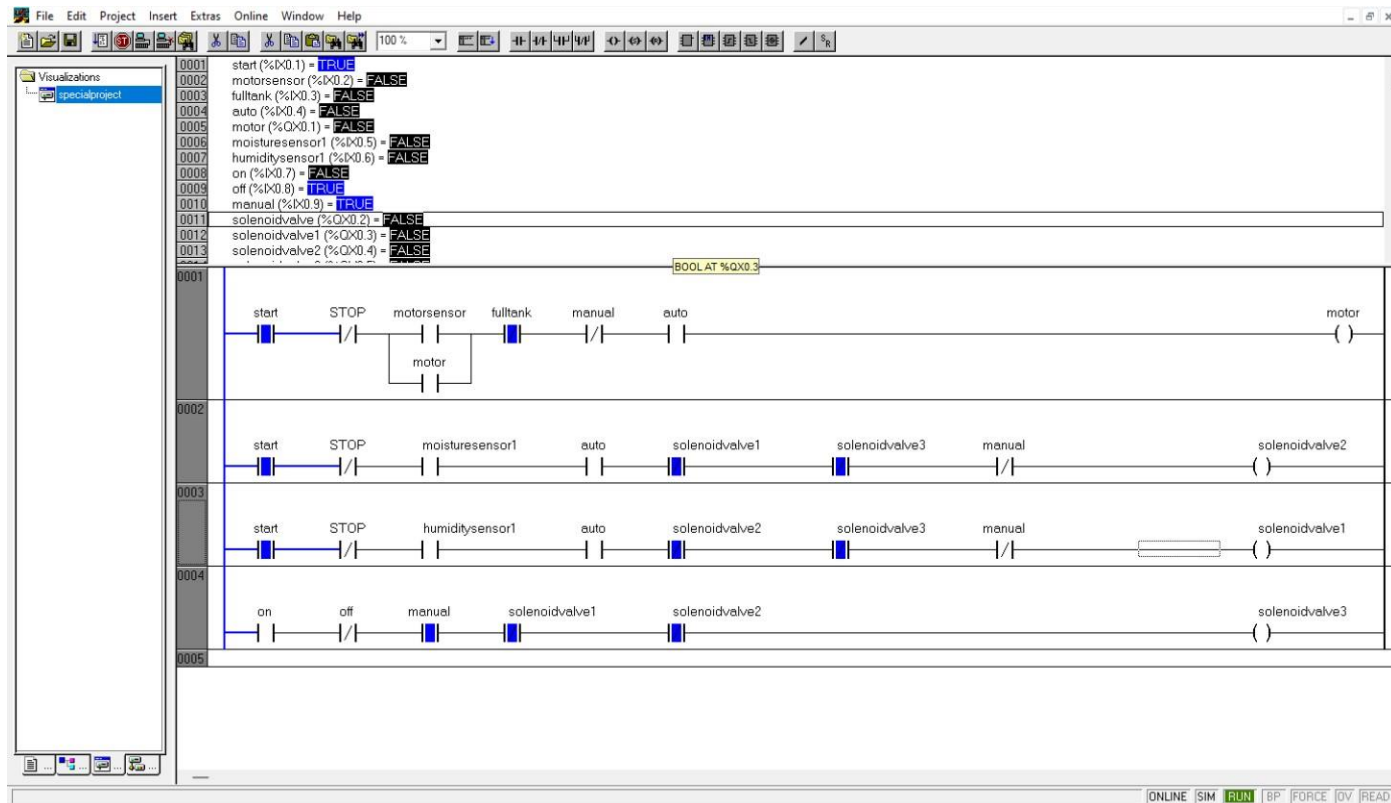 File Edit Project Insert Extras Online Window Help
100 %
Visualizations
specialproject
0001 start (%IX0.1) = TRUE
0002 motorsensor (%IX0.2) = FALSE
0003 fulltank (%IX0.3) = FALSE
0004 auto (%IX0.4) = FALSE
0005 motor (%QX0.1) = FALSE
0006 moisturesensor1 (%IX0.5) = FALSE
0007 humiditysensor1 (%IX0.6) = FALSE
0008 on (%IX0.7) = FALSE
0009 off (%IX0.8) = TRUE
0010 manual (%IX0.9) = TRUE
0011 solenoidvalve (%QX0.2) = FALSE
0012 solenoidvalve1 (%QX0.3) = FALSE
0013 solenoidvalve2 (%QX0.4) = FALSE
BOOL AT %QX0.3
0001
start STOP motorsensor fulltank manual auto motor
motor
0002
start STOP moisturesensor1 auto solenoidvalve1 solenoidvalve3 manual solenoidvalve2
0003
start STOP humiditysensor1 auto solenoidvalve2 solenoidvalve3 manual solenoidvalve1
0004
on off manual solenoidvalve1 solenoidvalve2 solenoidvalve3
0005
ONLINE SIM RUN BP FORCE OV READ